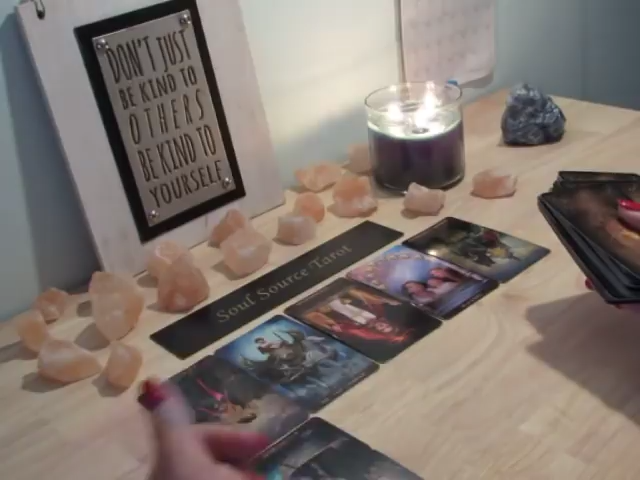 DON'T JUST
BE KIND TO
OTHERS
BE KIND TO
YOURSELF
Soul Source Tarot